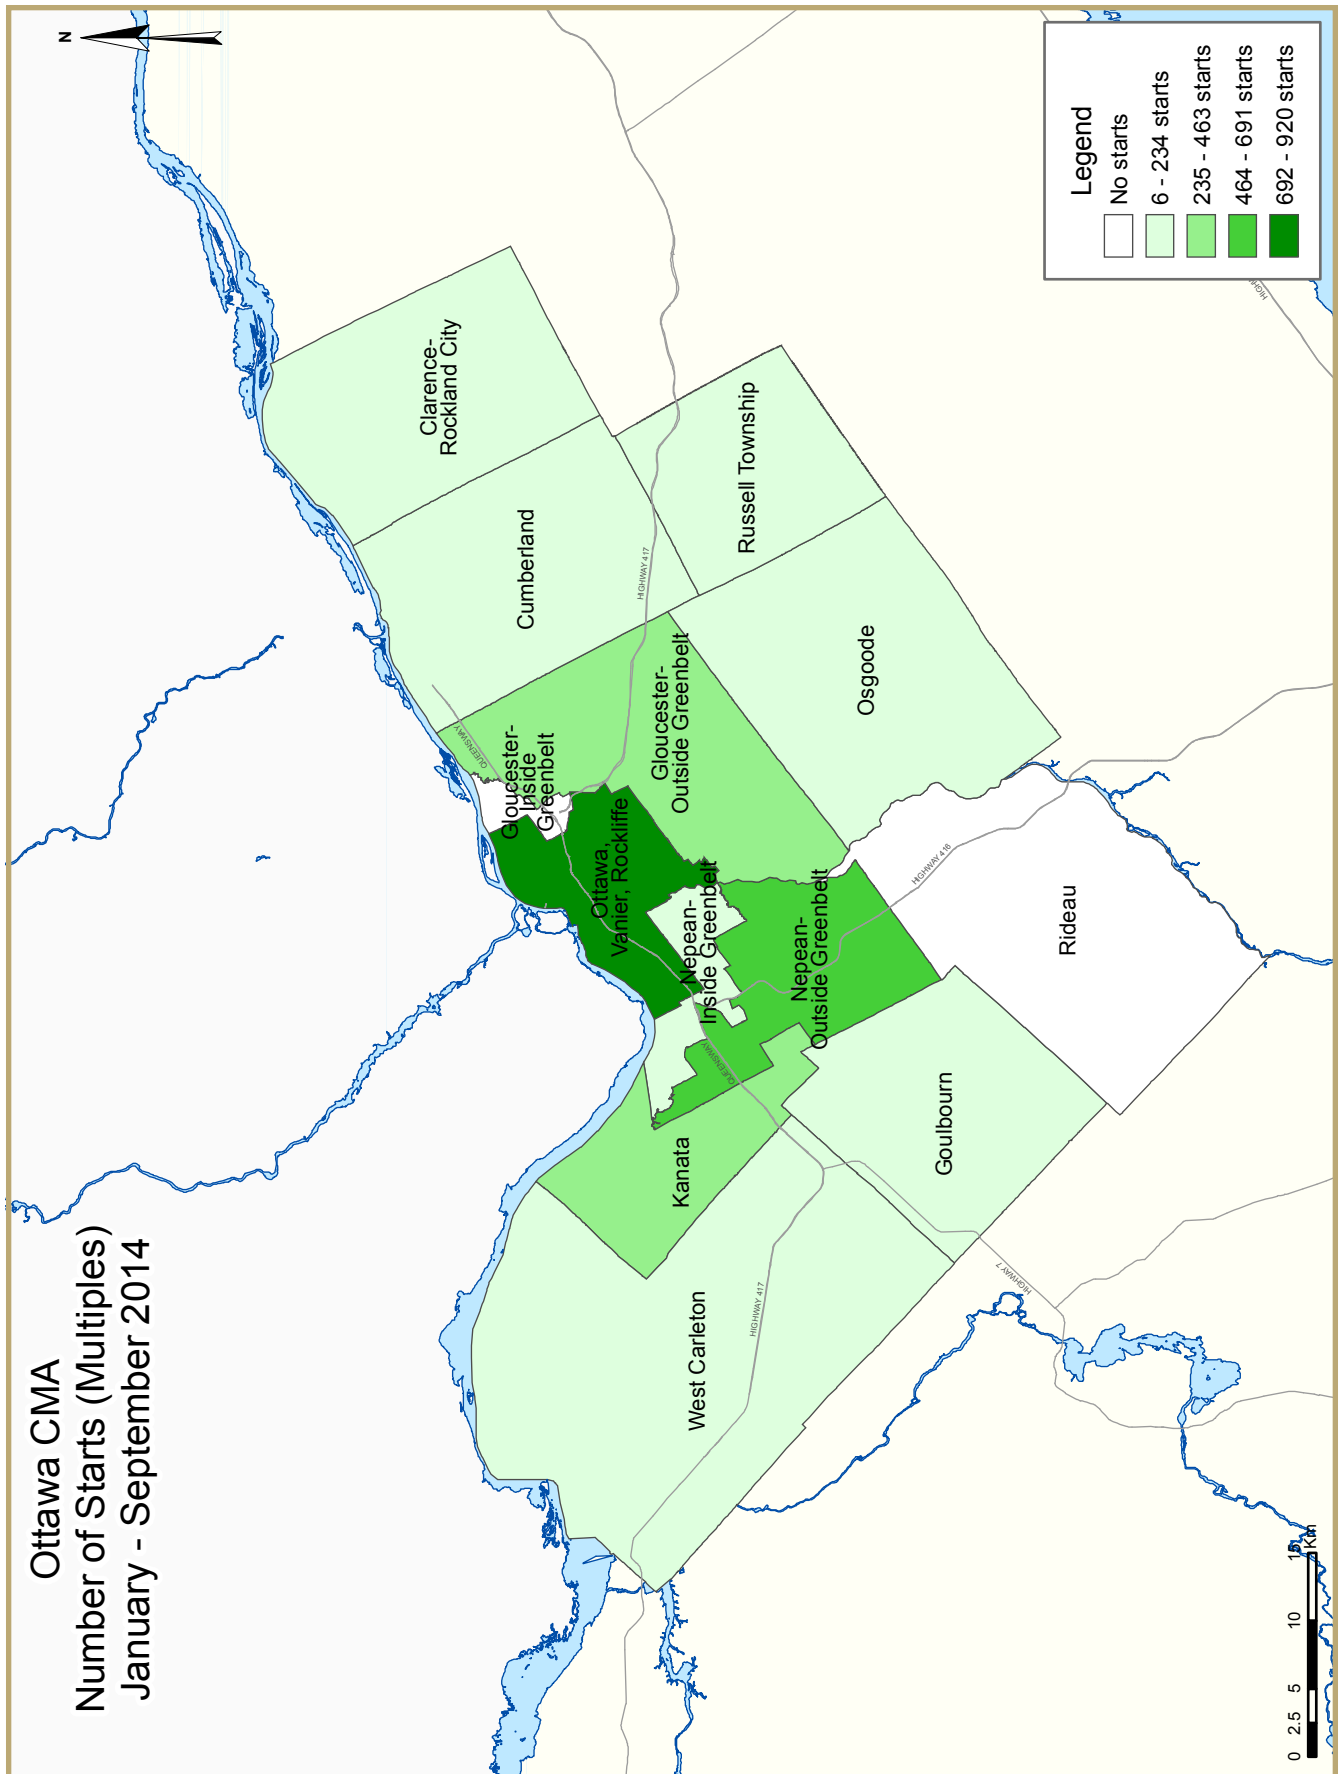 Ottawa CMA
Number of Starts (Multiples)
January - September 2014
N
Legend
No starts
6 - 234 starts
235 - 463 starts
464 - 691 starts
692 - 920 starts
Clarence-
Rockland City
Cumberland
Russell Township
Osgoode
Gloucester-
Outside Greenbelt
Gloucester-
Inside
Greenbelt
Ottawa,
Vanier, Rockliffe
Nepean-
Inside Greenbelt
Nepean-
Outside Greenbelt
Rideau
Goulbourn
Kanata
West Carleton
QUEENSWAY
HIGHWAY 417
HIGHWAY 416
QUEENSWAY
HIGHWAY 417
HIGHWAY 7
0 2.5 5 10 15
Km